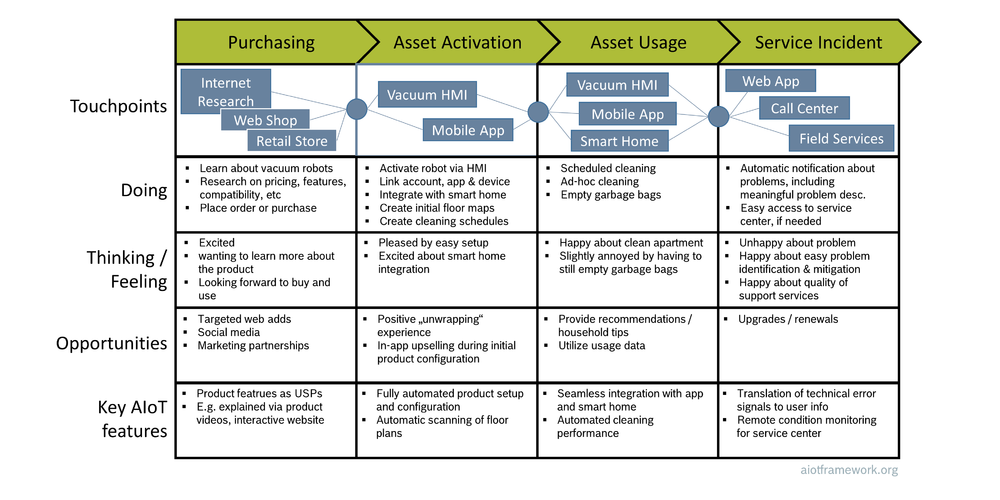 Purchasing
Asset Activation
Asset Usage
Service Incident
Touchpoints
Internet
Research
Web Shop
Retail Store
Vacuum HMI
Mobile App
Vacuum HMI
Mobile App
Smart Home
Web App
Call Center
Field Services
Doing
▪ Learn about vacuum robots
▪ Research on pricing, features,
compatibility, etc
▪ Place order or purchase
▪ Activate robot via HMI
▪ Link account, app & device
▪ Integrate with smart home
▪ Create initial floor maps
▪ Create cleaning schedules
▪ Scheduled cleaning
▪ Ad-hoc cleaning
▪ Empty garbage bags
▪ Automatic notification about
problems, including
meaningful problem desc.
▪ Easy access to service
center, if needed
Thinking /
Feeling
▪ Excited
▪ wanting to learn more about
the product
▪ Looking forward to buy and
use
▪ Pleased by easy setup
▪ Excited about smart home
integration
▪ Happy about clean apartment
▪ Slightly annoyed by having to
still empty garbage bags
▪ Unhappy about problem
▪ Happy about easy problem
identification & mitigation
▪ Happy about quality of
support services
Opportunities
▪ Targeted web adds
▪ Social media
▪ Marketing partnerships
▪ Positive „unwrapping“
experience
▪ In-app upselling during initial
product configuration
▪ Provide recommendations /
household tips
▪ Utilize usage data
▪ Upgrades / renewals
Key AIoT
features
▪ Product featrues as USPs
▪ E.g. explained via product
videos, interactive website
▪ Fully automated product setup
and configuration
▪ Automatic scanning of floor
plans
▪ Seamless integration with app
and smart home
▪ Automated cleaning
performance
▪ Translation of technical error
signals to user info
▪ Remote condition monitoring
for service center
aiotframework.org